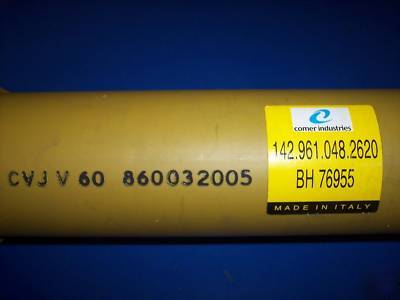 CVJ V 60 860032005
comer industries
142.961.048.2620
BH 76955
MADE IN ITALY